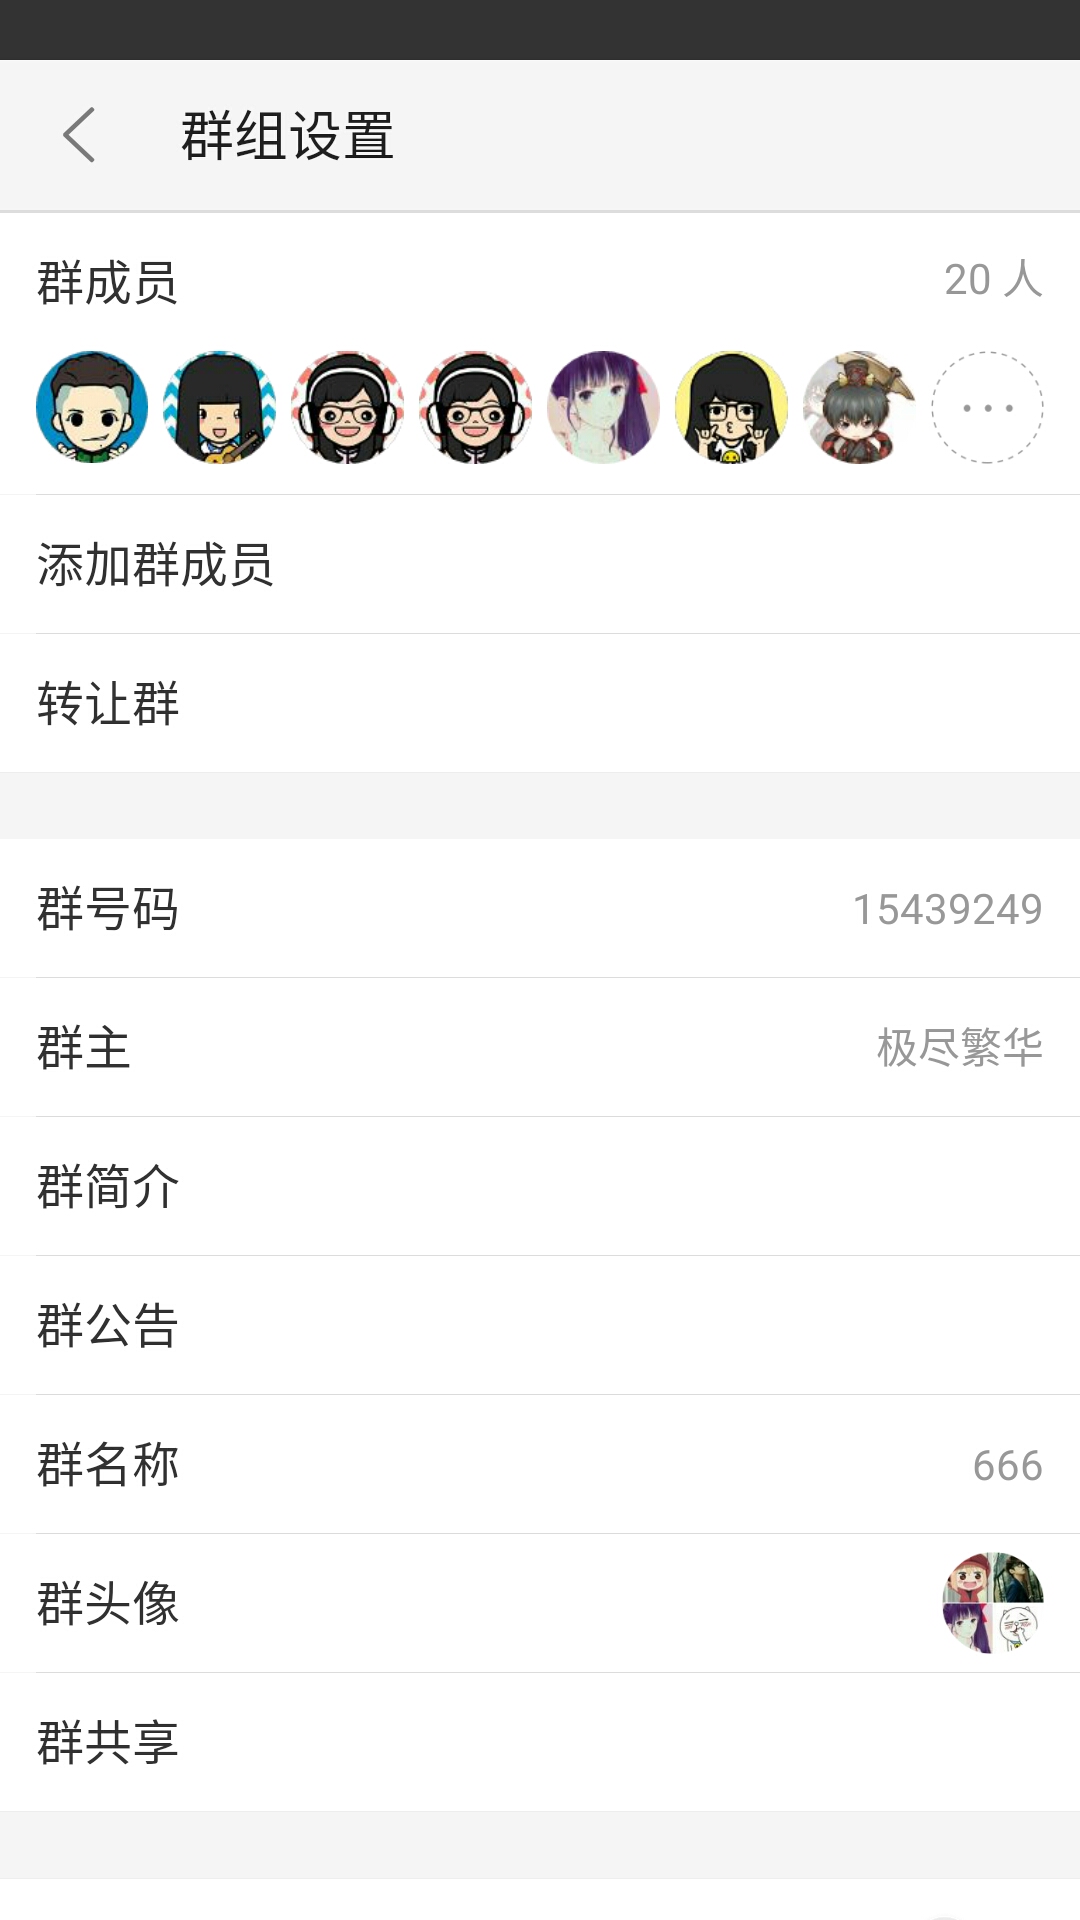 群组设置
群成员
20 人
添加群成员
转让群
群号码
15439249
群主
极尽繁华
群简介
群公告
群名称
666
群头像
群共享